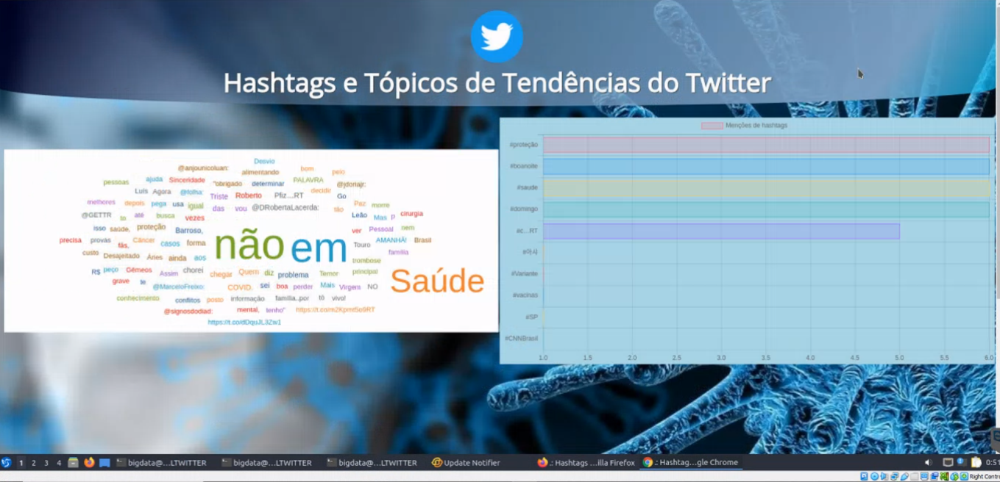 Hashtags e Tópicos de Tendências do Twitter
Desvio
@anjounicoluan: alimentando bom pelo
pessoas ajuda Sinceridade "obrigado determinar PALAVRA @jdonajr:
Luís Agora @folha: Triste Roberto Pfiz...RT decidir Go
melhores depois pega usa igual das vou @DRobertaLacerda: tão Paz morre
@GETTR to até busca vezes Leão Mas p cirurgia
isso saúde, proteção Barroso, ver Pessoal nem
precisa provas fãs, Câncer casos forma não em Touro AMANHÃ! Brasil
custo Desajeitado Áries ainda aos família
trombose
R$ peço Gêmeos Assim chorei chegar Quem diz problema Temor principal
grave te @MarceloFreixo: COVID. sei boa perder Mais Virgem NO Saúde
conhecimento conflitos posto informação família..por tô vivo!
@signosdodiad: mental, tenho" https://t.co/m2Kpmt5o9RT
https://t.co/dDquJL3Zw1
Menções de hashtags
#proteção
#boanoite
#saude
#domingo
#c...RT
#Variante
#vacinas
#SP
#CNNBrasil
1.0 1.5 2.0 2.5 3.0 3.5 4.0 4.5 5.0 5.5 6.0
1 2 3 4 bigdata@...LTWITTER bigdata@...LTWITTER bigdata@...LTWITTER Update Notifier .: Hashtags ...illa Firefox .: Hashtag...gle Chrome 0:51
Right Contr